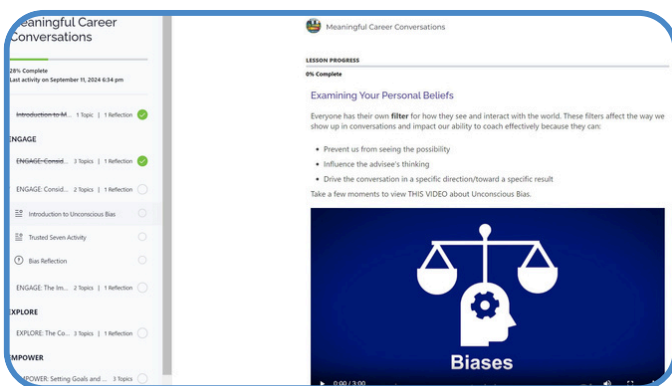 Meaningful Career
Conversations
28% Complete
Last activity on September 11, 2024 6:34 pm
Introduction to M... 1 Topic | 1 Reflection
ENGAGE
ENGAGE: Consid... 3 Topics | 1 Reflection
ENGAGE: Consid... 2 Topics | 1 Reflection
Introduction to Unconscious Bias
Trusted Seven Activity
Bias Reflection
ENGAGE: The Im... 2 Topics | 1 Reflection
EXPLORE
EXPLORE: The Co... 3 Topics | 1 Reflection
EMPOWER
EMPOWER: Setting Goals and ... 3 Topics
Meaningful Career Conversations
LESSON PROGRESS
0% Complete
Examining Your Personal Beliefs
Everyone has their own filter for how they see and interact with the world. These filters affect the way we
show up in conversations and impact our ability to coach effectively because they can:
• Prevent us from seeing the possibility
• Influence the advisee's thinking
• Drive the conversation in a specific direction/toward a specific result
Take a few moments to view THIS VIDEO about Unconscious Bias.
Biases
0:00 / 3:00